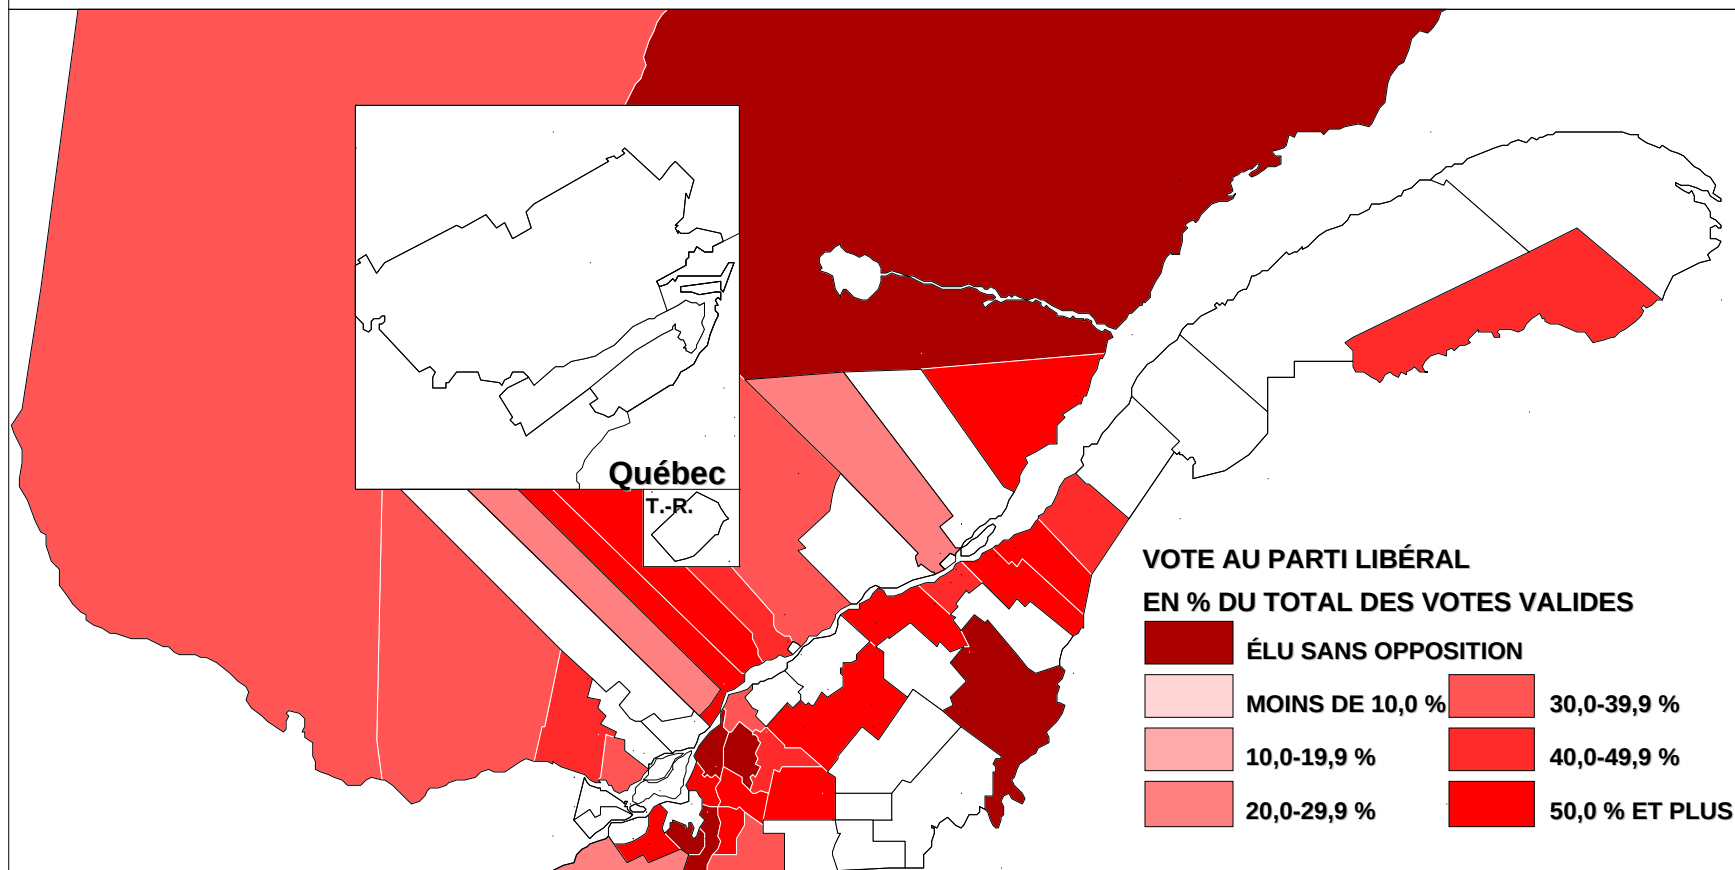 Québec
T.-R.
VOTE AU PARTI LIBÉRAL
EN % DU TOTAL DES VOTES VALIDES
ÉLU SANS OPPOSITION
MOINS DE 10,0 %
30,0-39,9 %
10,0-19,9 %
40,0-49,9 %
20,0-29,9 %
50,0 % ET PLUS